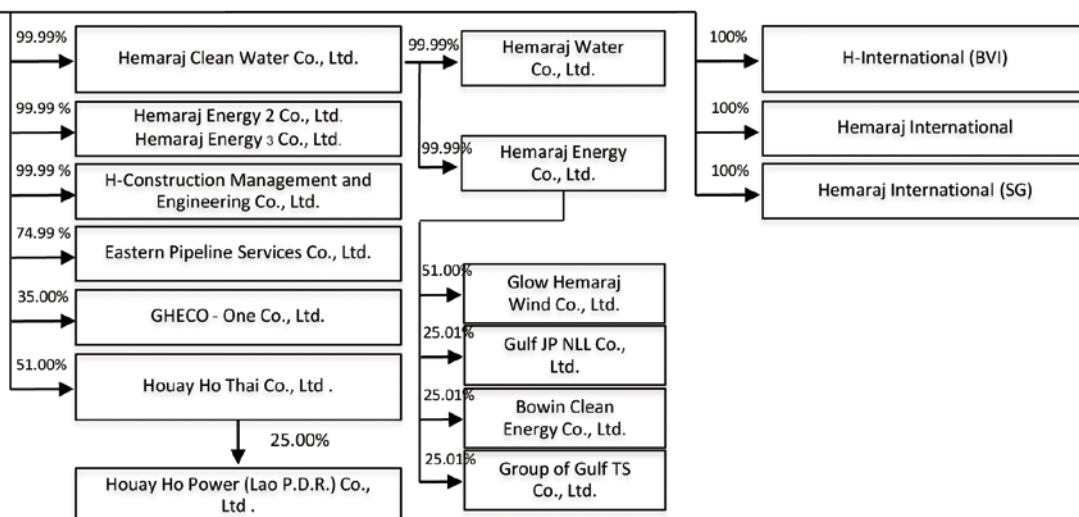 99.99%
Hemaraj Clean Water Co., Ltd.
99.99 %
Hemaraj Energy 2 Co., Ltd.
Hemaraj Energy 3 Co., Ltd.
99.99 %
H-Construction Management and
Engineering Co., Ltd.
74.99 %
Eastern Pipeline Services Co., Ltd.
35.00%
GHECO - One Co., Ltd.
51.00%
Houay Ho Thai Co., Ltd .
25.00%
Houay Ho Power (Lao P.D.R.) Co.,
Ltd .
99.99%
Hemaraj Water
Co., Ltd.
99.99%
Hemaraj Energy
Co., Ltd.
51.00%
Glow Hemaraj
Wind Co., Ltd.
25.01%
Gulf JP NLL Co.,
Ltd.
25.01%
Bowin Clean
Energy Co., Ltd.
25.01%
Group of Gulf TS
Co., Ltd.
100%
H-International (BVI)
100%
Hemaraj International
100%
Hemaraj International (SG)